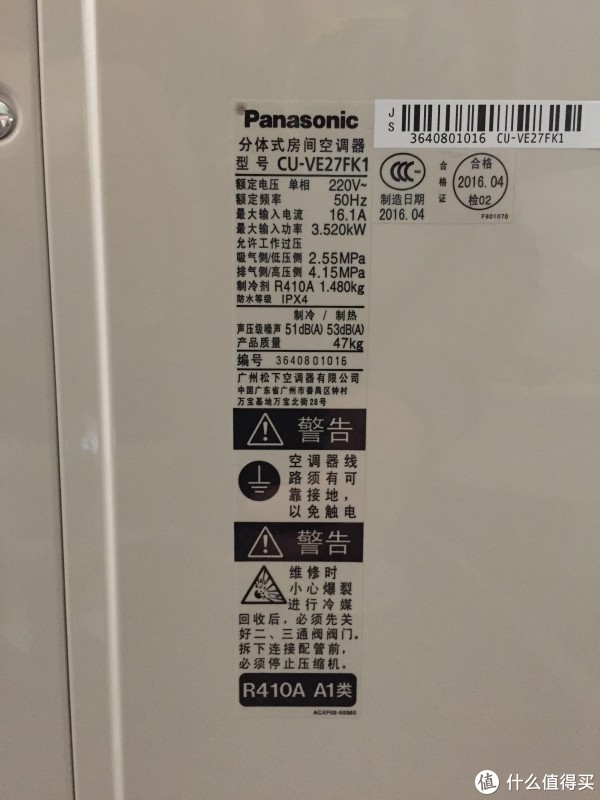 Panasonic
分体式房间空调器
型 号 CU-VE27FK1
额定电压 单相 220V~
额定频率 50Hz
最大输入电流 16.1A
最大输入功率 3.520kW
允许工作过压
吸气侧/低压侧 2.55MPa
排气侧/高压侧 4.15MPa
制冷剂 R410A 1.480kg
防水等级 IPX4
制冷 / 制热
声压级噪声 51dB(A) 53dB(A)
产品质量 47kg
编号 3640801016
广州松下空调器有限公司
中国广东省广州市番禺区钟村
万宝基地万宝北街28号
J
S
3640801016 CU-VE27FK1
CCC
制造日期
2016.04
合格证
合格
2016.04
检02
F801070
警告
空调器线
路须有可
靠接地，
以免触电
警告
维修时
小心爆裂
进行冷媒
回收后，必须先关
好二、三通阀阀门。
拆下连接配管前，
必须停止压缩机。
R410A A1类
值 什么值得买